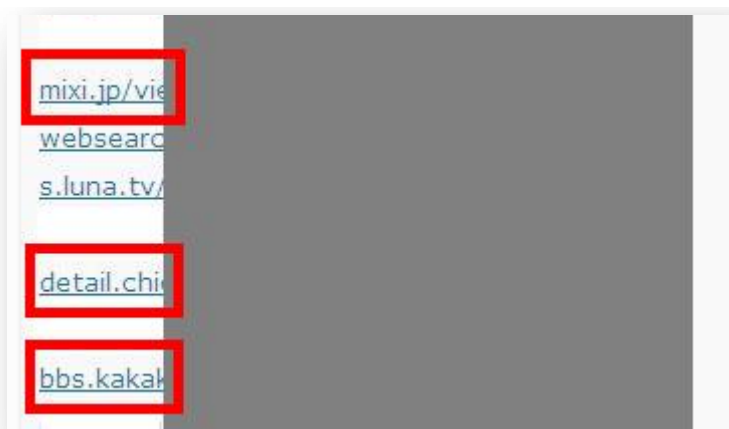 mixi.jp/vie
websearc
s.luna.tv/
detail.chi
bbs.kakak